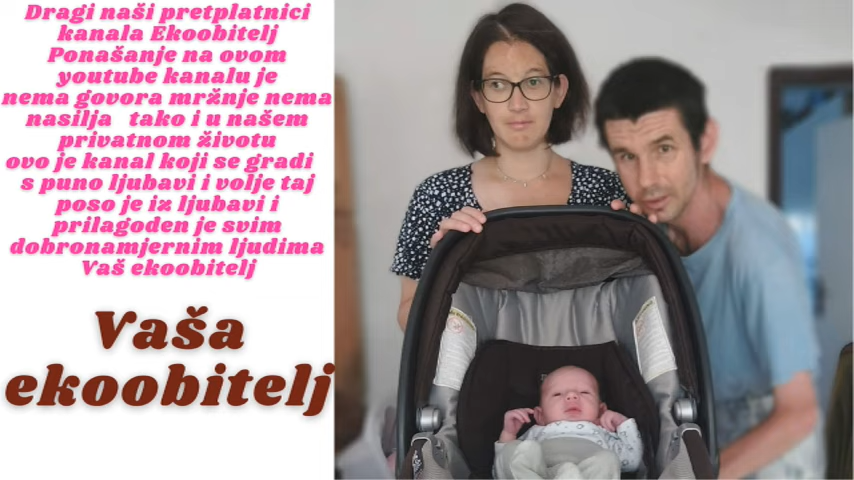 Dragi naši pretplatnici
kanala Ekoobitelj
Ponašanje na ovom
youtube kanalu je
nema govora mržnje nema
nasilja tako i u našem
privatnom životu
ovo je kanal koji se gradi
s puno ljubavi i volje taj
poso je iz ljubavi i
prilagođen je svim
dobronamjernim ljudima
Vaš ekoobitelj
Vaša
ekoobitelj